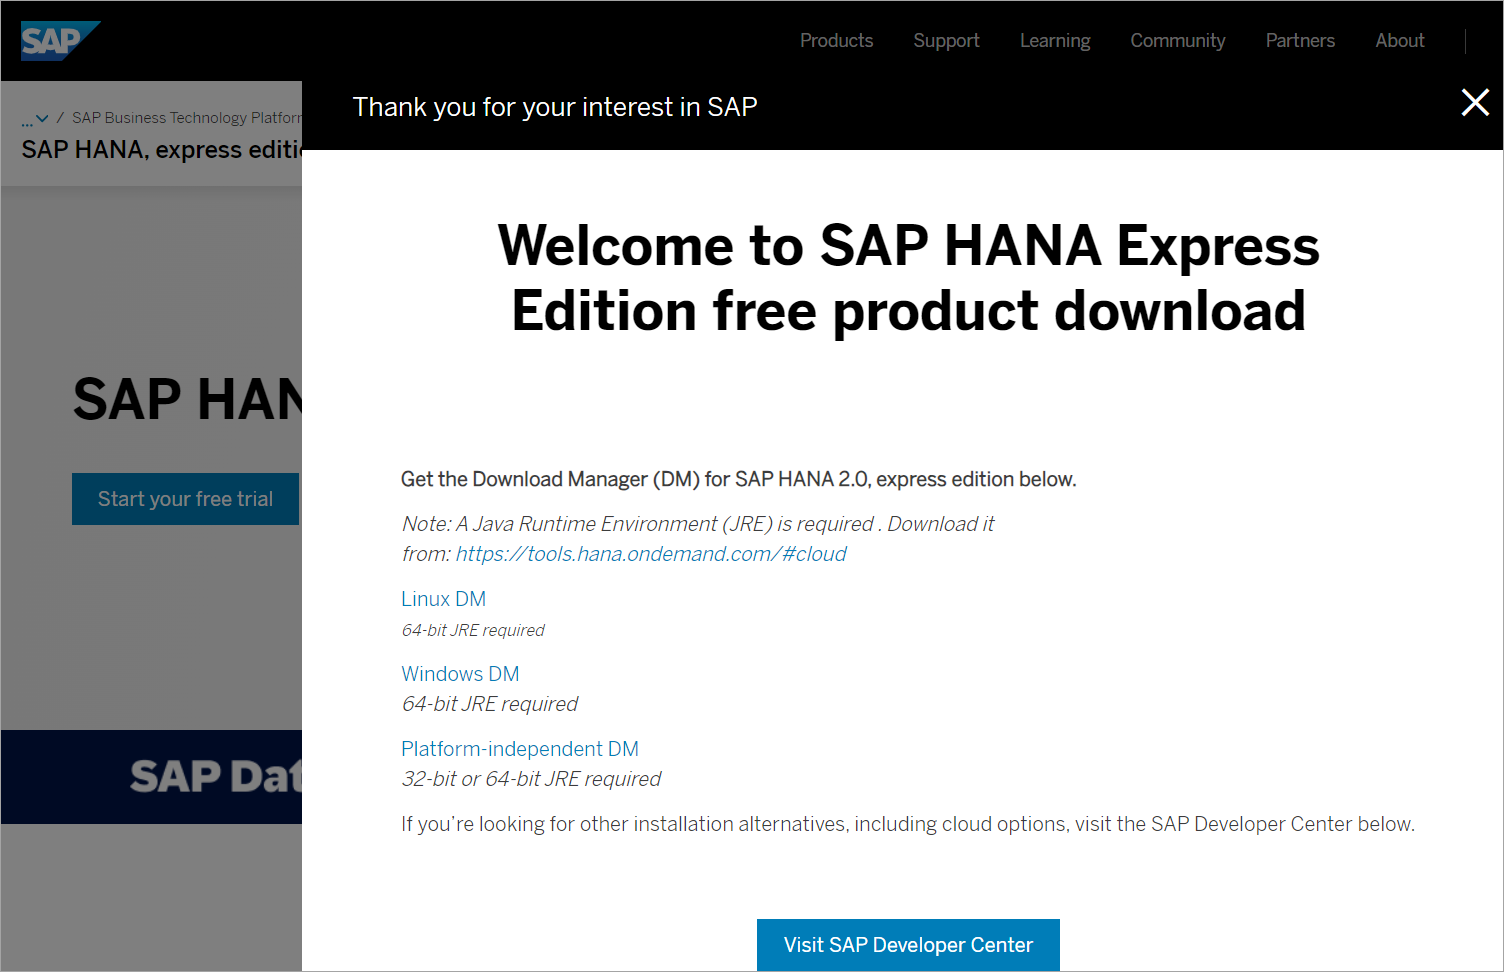 SAP
Products Support Learning Community Partners About
Thank you for your interest in SAP
... / SAP Business Technology Platform
SAP HANA, express editio
SAP HAN
Start your free trial
SAP Dat
Welcome to SAP HANA Express
Edition free product download
Get the Download Manager (DM) for SAP HANA 2.0, express edition below.
Note: A Java Runtime Environment (JRE) is required . Download it
from: https://tools.hana.ondemand.com/#cloud
Linux DM
64-bit JRE required
Windows DM
64-bit JRE required
Platform-independent DM
32-bit or 64-bit JRE required
If you’re looking for other installation alternatives, including cloud options, visit the SAP Developer Center below.
Visit SAP Developer Center